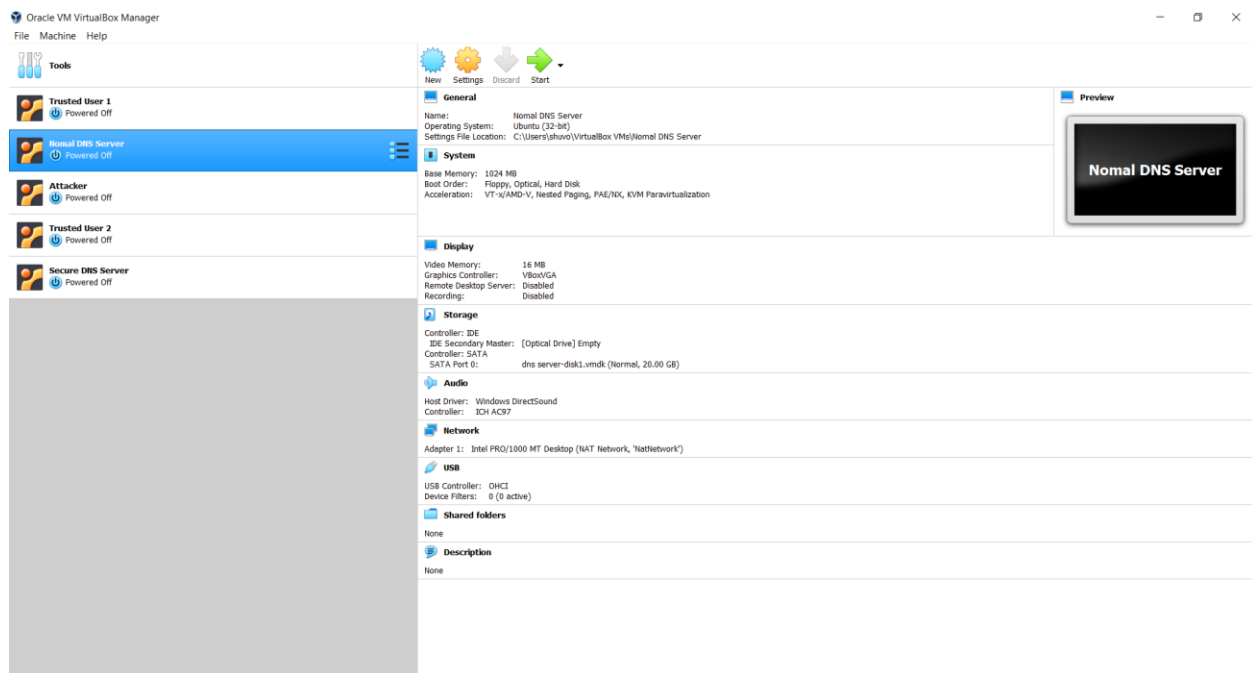 Oracle VM VirtualBox Manager
File Machine Help
Tools
Trusted User 1
Powered Off
Nomal DNS Server
Powered Off
Attacker
Powered Off
Trusted User 2
Powered Off
Secure DNS Server
Powered Off
New Settings Discard Start
General
Name: Nomal DNS Server
Operating System: Ubuntu (32-bit)
Settings File Location: C:\Users\shuvo\VirtualBox VMs\Nomal DNS Server
System
Base Memory: 1024 MB
Boot Order: Floppy, Optical, Hard Disk
Acceleration: VT-x/AMD-V, Nested Paging, PAE/NX, KVM Paravirtualization
Preview
Nomal DNS Server
Display
Video Memory: 16 MB
Graphics Controller: VBoxVGA
Remote Desktop Server: Disabled
Recording: Disabled
Storage
Controller: IDE
IDE Secondary Master: [Optical Drive] Empty
Controller: SATA
SATA Port 0: dns server-disk1.vmdk (Normal, 20.00 GB)
Audio
Host Driver: Windows DirectSound
Controller: ICH AC97
Network
Adapter 1: Intel PRO/1000 MT Desktop (NAT Network, 'NatNetwork')
USB
USB Controller: OHCI
Device Filters: 0 (0 active)
Shared folders
None
Description
None